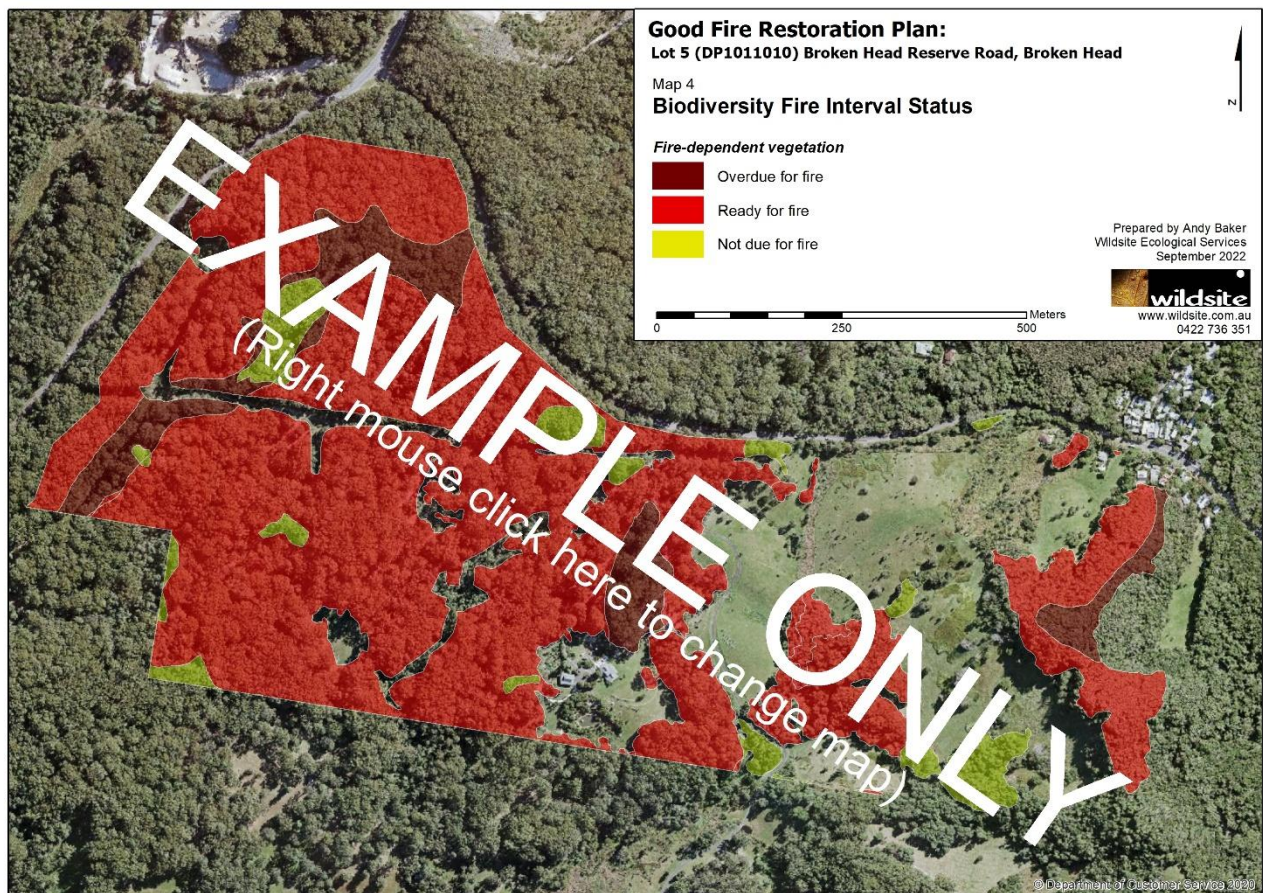 Good Fire Restoration Plan:
Lot 5 (DP1011010) Broken Head Reserve Road, Broken Head
Map 4
Biodiversity Fire Interval Status
N
Fire-dependent vegetation
Overdue for fire
Ready for fire
Not due for fire
Prepared by Andy Baker
Wildsite Ecological Services
September 2022
wildsite
www.wildsite.com.au
0422 736 351
Meters
0 250 500
EXAMPLE ONLY
(Right mouse click here to change map)
© Department of Customer Service 2020